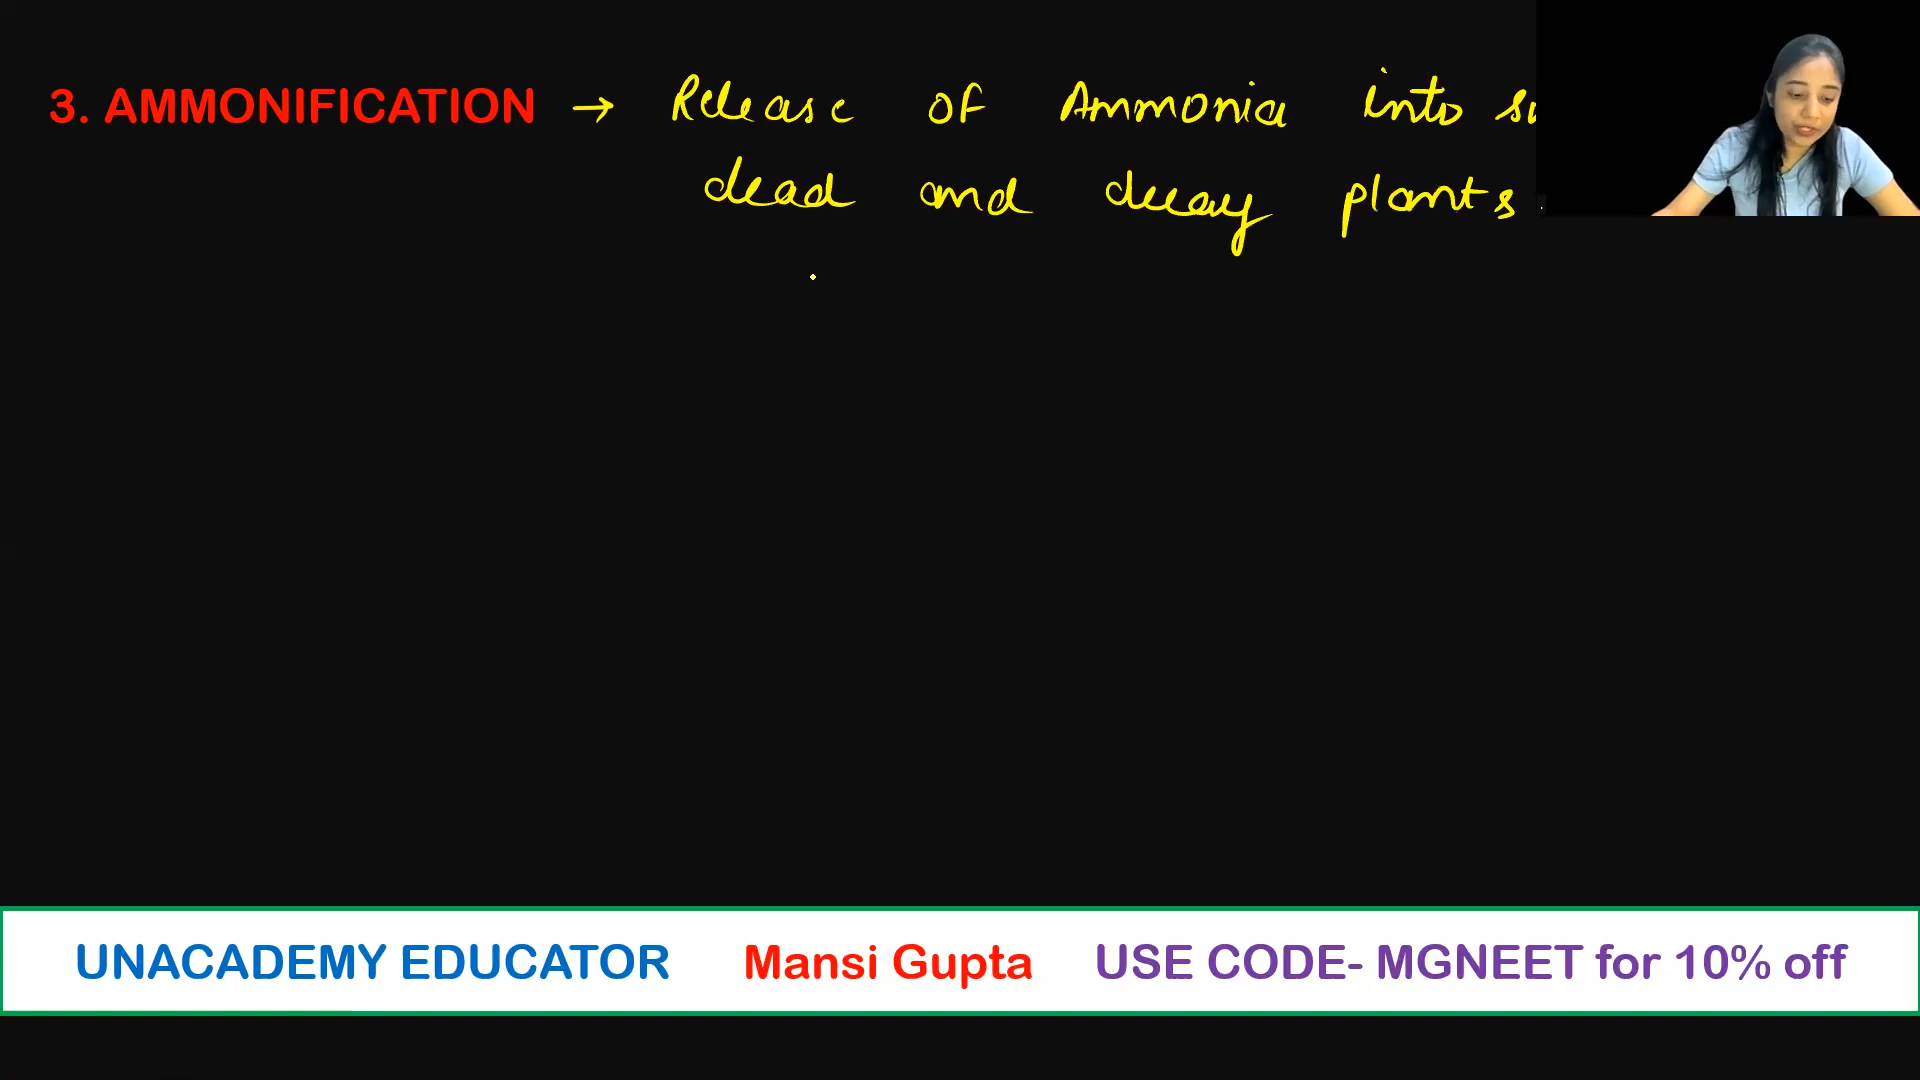 3. AMMONIFICATION → Release of Ammonia into
dead and decay plants
UNACADEMY EDUCATOR Mansi Gupta USE CODE- MGNEET for 10% off